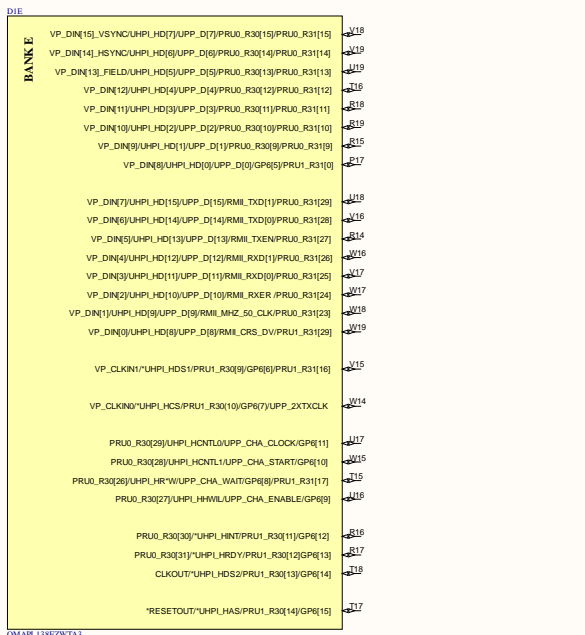 D1E
BANK E
VP_DIN[15]_VSYNC/UHPI_HD[7]/UPP_D[7]/PRU0_R30[15]/PRU0_R31[15] V18
VP_DIN[14]_HSYNC/UHPI_HD[6]/UPP_D[6]/PRU0_R30[14]/PRU0_R31[14] V19
VP_DIN[13]_FIELD/UHPI_HD[5]/UPP_D[5]/PRU0_R30[13]/PRU0_R31[13] U19
VP_DIN[12]/UHPI_HD[4]/UPP_D[4]/PRU0_R30[12]/PRU0_R31[12] T16
VP_DIN[11]/UHPI_HD[3]/UPP_D[3]/PRU0_R30[11]/PRU0_R31[11] R18
VP_DIN[10]/UHPI_HD[2]/UPP_D[2]/PRU0_R30[10]/PRU0_R31[10] R19
VP_DIN[9]/UHPI_HD[1]/UPP_D[1]/PRU0_R30[9]/PRU0_R31[9] R15
VP_DIN[8]/UHPI_HD[0]/UPP_D[0]/GP6[5]/PRU1_R31[0] P17
VP_DIN[7]/UHPI_HD[15]/UPP_D[15]/RMII_TXD[1]/PRU0_R31[29] U18
VP_DIN[6]/UHPI_HD[14]/UPP_D[14]/RMII_TXD[0]/PRU0_R31[28] V16
VP_DIN[5]/UHPI_HD[13]/UPP_D[13]/RMII_TXEN/PRU0_R31[27] R14
VP_DIN[4]/UHPI_HD[12]/UPP_D[12]/RMII_RXD[1]/PRU0_R31[26] W16
VP_DIN[3]/UHPI_HD[11]/UPP_D[11]/RMII_RXD[0]/PRU0_R31[25] V17
VP_DIN[2]/UHPI_HD[10]/UPP_D[10]/RMII_RXER /PRU0_R31[24] W17
VP_DIN[1]/UHPI_HD[9]/UPP_D[9]/RMII_MHZ_50_CLK/PRU0_R31[23] W18
VP_DIN[0]/UHPI_HD[8]/UPP_D[8]/RMII_CRS_DV/PRU1_R31[29] W19
VP_CLKIN1/*UHPI_HDS1/PRU1_R30[9]/GP6[6]/PRU1_R31[16] V15
VP_CLKIN0/*UHPI_HCS/PRU1_R30(10)/GP6(7)/UPP_2XTXCLK W14
PRU0_R30[29]/UHPI_HCNTL0/UPP_CHA_CLOCK/GP6[11] U17
PRU0_R30[28]/UHPI_HCNTL1/UPP_CHA_START/GP6[10] W15
PRU0_R30[26]/UHPI_HR*W/UPP_CHA_WAIT/GP6[8]/PRU1_R31[17] T15
PRU0_R30[27]/UHPI_HHWIL/UPP_CHA_ENABLE/GP6[9] U16
PRU0_R30[30]/*UHPI_HINT/PRU1_R30[11]/GP6[12] R16
PRU0_R30[31]/*UHPI_HRDY/PRU1_R30[12]GP6[13] R17
CLKOUT/*UHPI_HDS2/PRU1_R30[13]/GP6[14] T18
*RESETOUT/*UHPI_HAS/PRU1_R30[14]/GP6[15] T17
OMAPL138EZWTA3